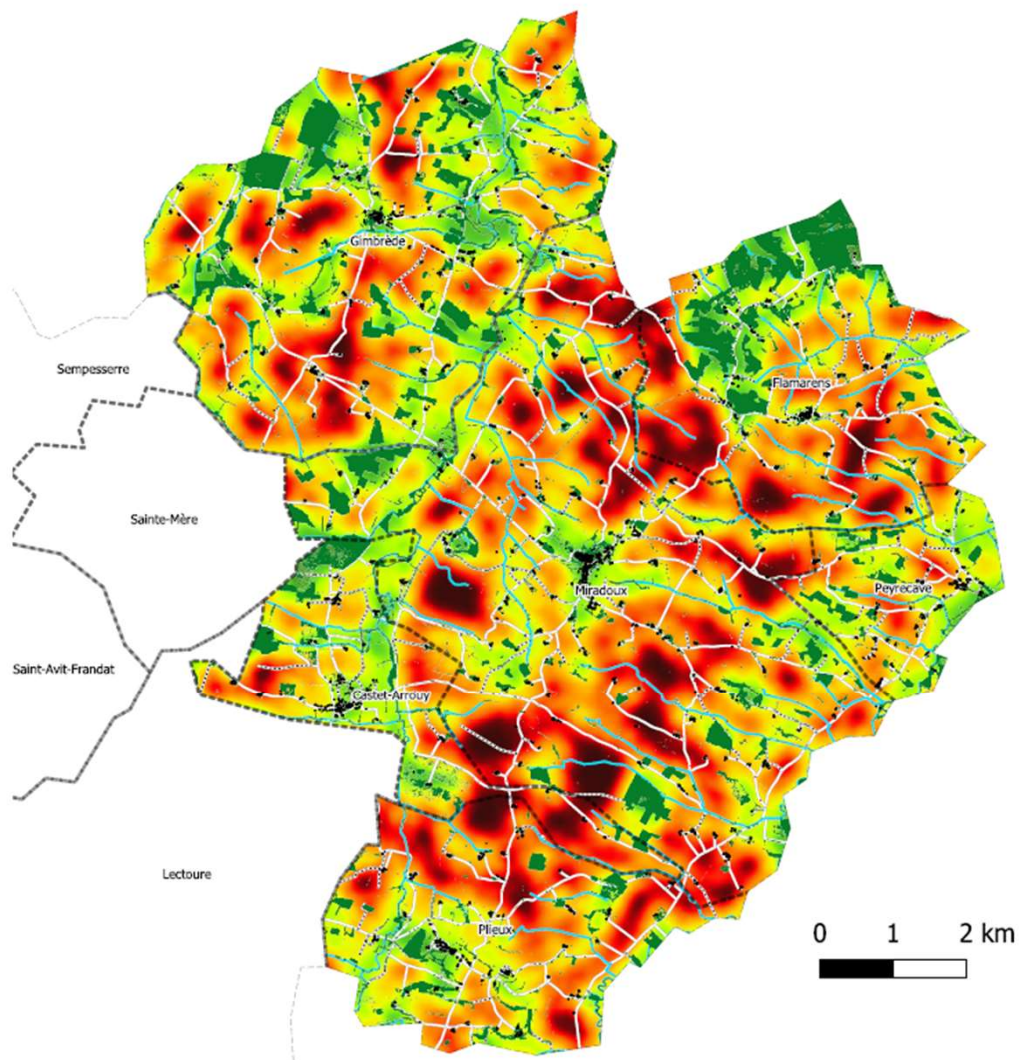 Gimbrède
Sempesserre
Flamarens
Sainte-Mère
Miradoux
Peyrecave
Saint-Avit-Frandat
Castet-Arrouy
Lectoure
Plieux
0 1 2 km